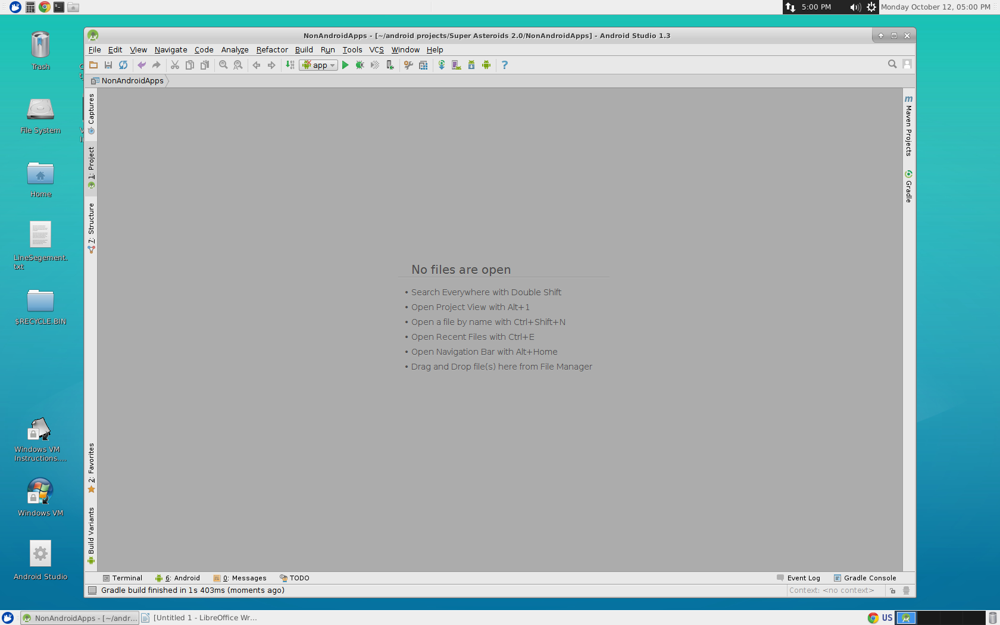 5:00 PM
Monday October 12, 05:00 PM
Trash
File System
Home
LineSegement.
txt
$RECYCLE.BIN
Windows VM
Instructions....
Windows VM
Android Studio
NonAndroidApps - [~/android projects/Super Asteroids 2.0/NonAndroidApps] - Android Studio 1.3
File Edit View Navigate Code Analyze Refactor Build Run Tools VCS Window Help
app
NonAndroidApps
Captures
1: Project
7: Structure
2: Favorites
Build Variants
Maven Projects
Gradle
No files are open
• Search Everywhere with Double Shift
• Open Project View with Alt+1
• Open a file by name with Ctrl+Shift+N
• Open Recent Files with Ctrl+E
• Open Navigation Bar with Alt+Home
• Drag and Drop file(s) here from File Manager
Terminal 6: Android 0: Messages TODO Event Log Gradle Console
Gradle build finished in 1s 403ms (moments ago) Context: <no context>
NonAndroidApps - [~/andr... [Untitled 1 - LibreOffice Wr... US